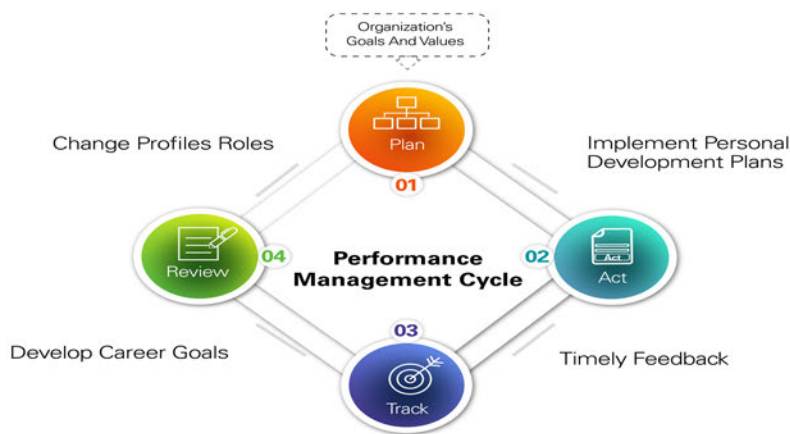 Organization's
Goals And Values
Plan
01
Change Profiles Roles
Implement Personal
Development Plans
Review
04
Performance
Management Cycle
02
Act
Act
03
Develop Career Goals
Timely Feedback
Track